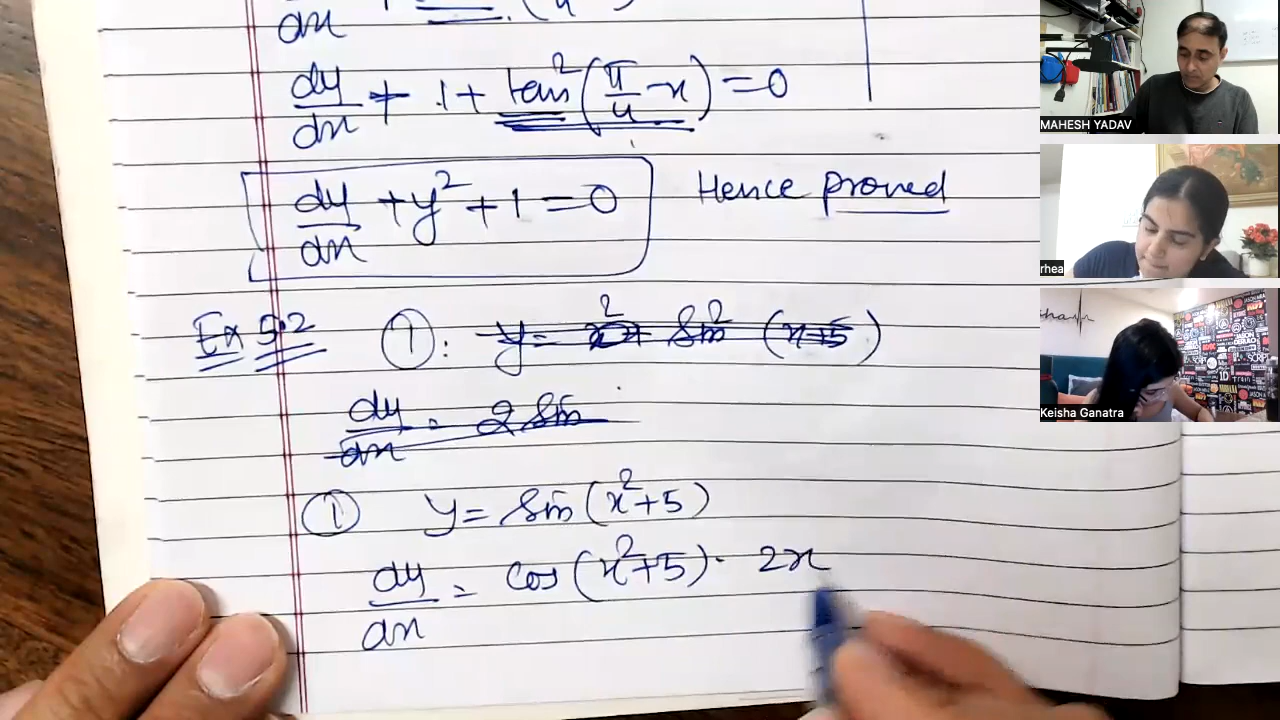 dy/dx + 1 + tan²(π/4 - x) = 0
dy/dx + y² + 1 = 0 Hence proved
Ex 5.2 ①: y = x²+ Sin² (x+5)
dy/dx = 2 Sin
① y = Sin (x²+5)
dy/dx = Cos (x²+5) · 2x
MAHESH YADAV
rhea
Keisha Ganatra